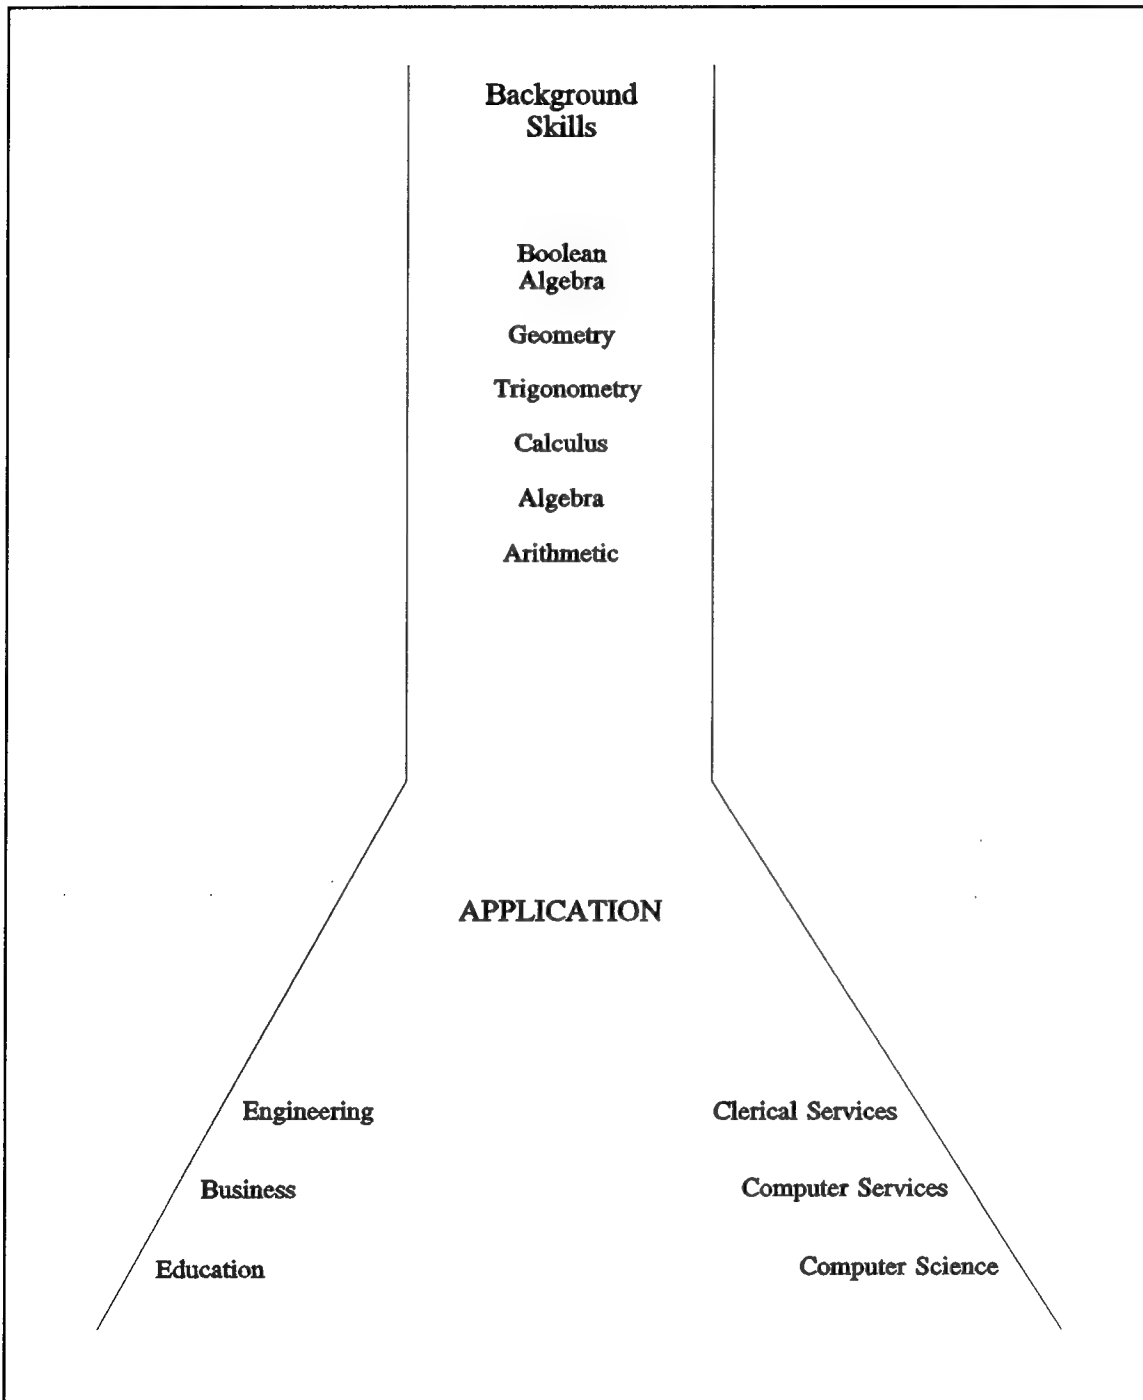 Background
Skills
Boolean
Algebra
Geometry
Trigonometry
Calculus
Algebra
Arithmetic
APPLICATION
Engineering
Clerical Services
Business
Computer Services
Education
Computer Science